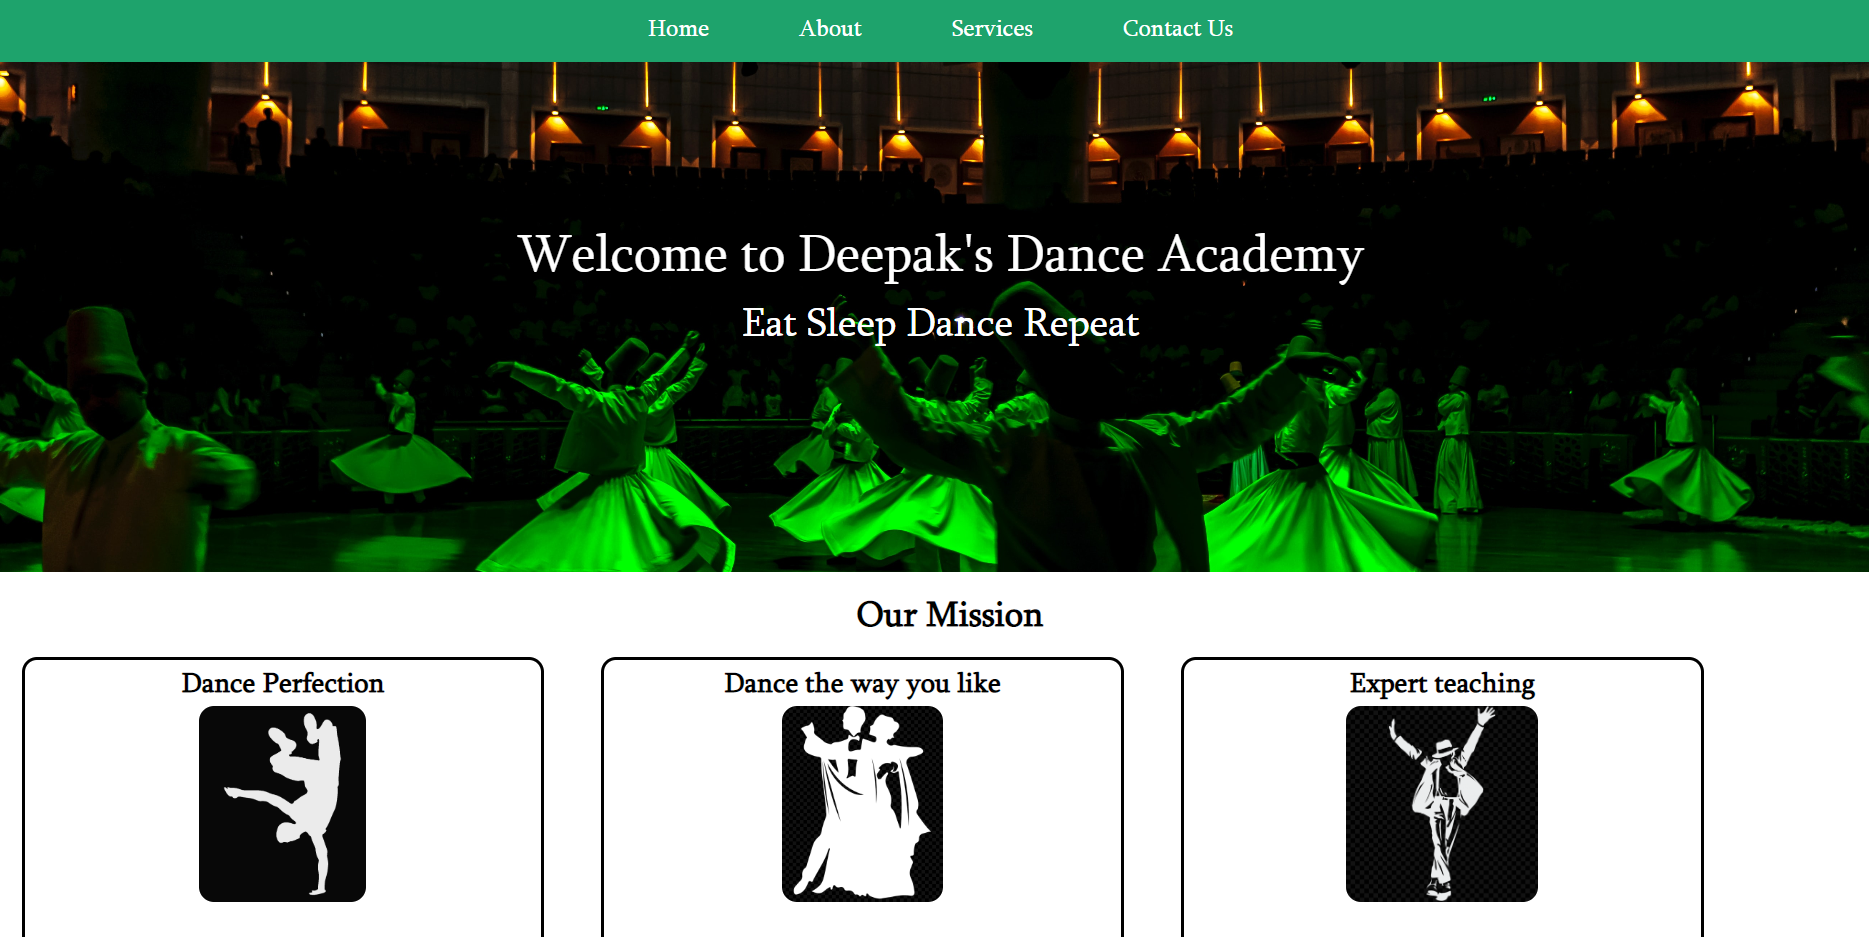 Home About Services Contact Us
Welcome to Deepak's Dance Academy
Eat Sleep Dance Repeat
Our Mission
Dance Perfection
Dance the way you like
Expert teaching